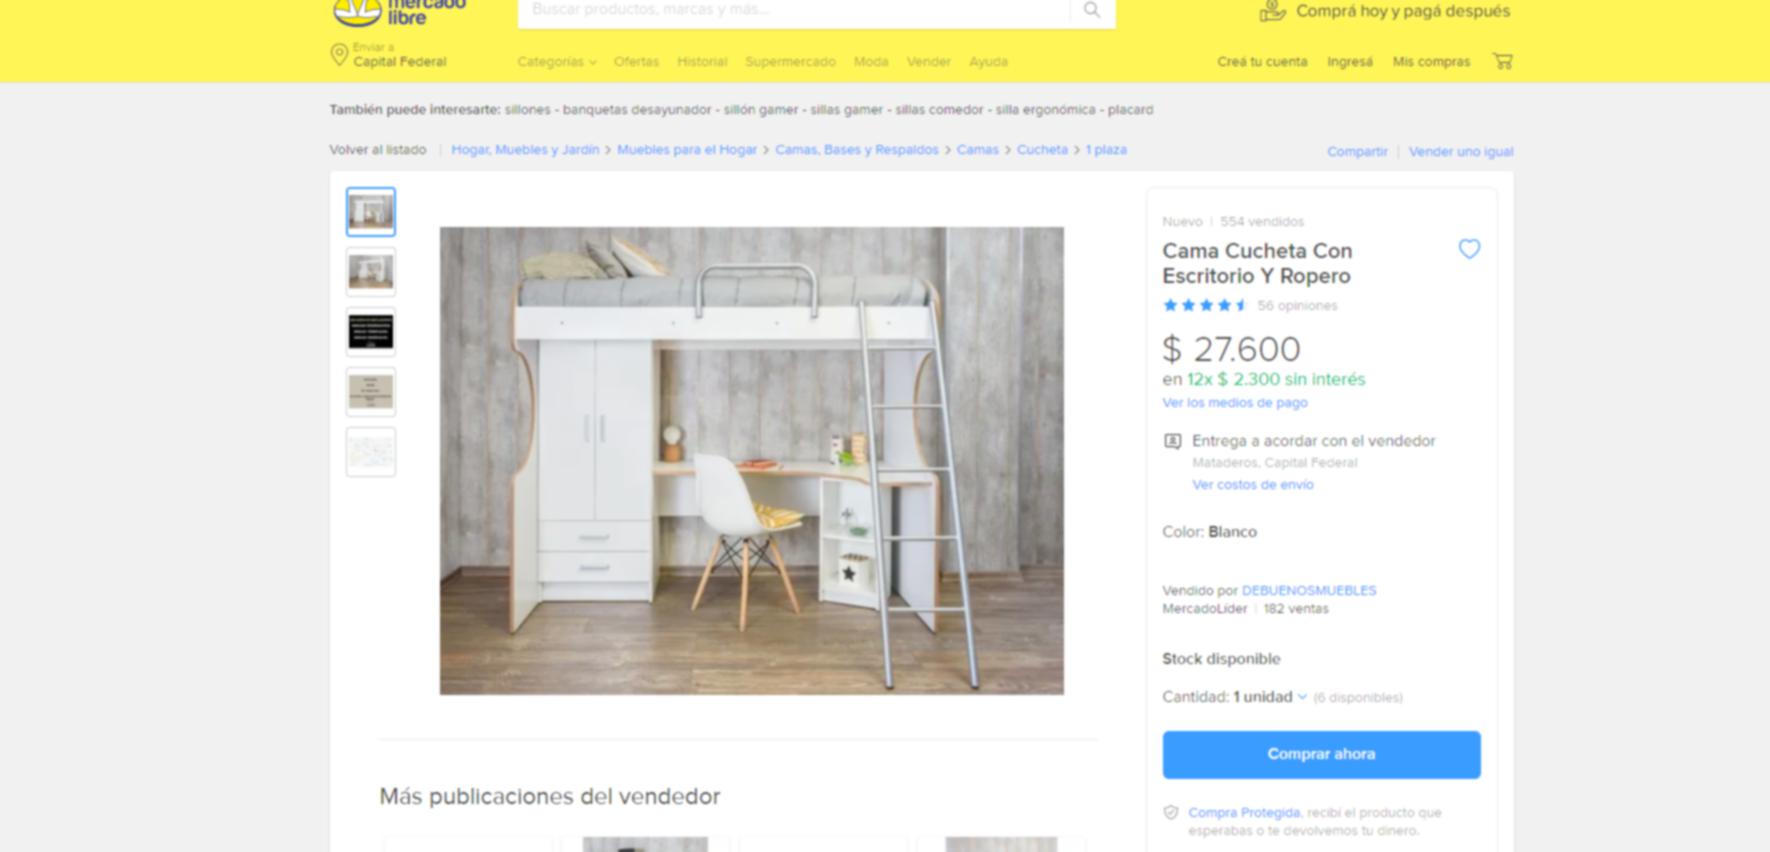 mercado
libre
Buscar productos, marcas y más...
Comprá hoy y pagá después
Enviar a
Capital Federal
Categorías
Ofertas
Historial
Supermercado
Moda
Vender
Ayuda
Creá tu cuenta
Ingresá
Mis compras
También puede interesarte: sillones - banquetas desayunador - sillón gamer - sillas gamer - sillas comedor - silla ergonómica - placard
Volver al listado | Hogar, Muebles y Jardín > Muebles para el Hogar > Camas, Bases y Respaldos > Camas > Cucheta > 1 plaza
Compartir | Vender uno igual
Nuevo | 554 vendidos
Cama Cucheta Con
Escritorio Y Ropero
56 opiniones
$ 27.600
en 12x $ 2.300 sin interés
Ver los medios de pago
Entrega a acordar con el vendedor
Mataderos, Capital Federal
Ver costos de envío
Color: Blanco
Vendido por DEBUENOSMUEBLES
MercadoLíder | 182 ventas
Stock disponible
Cantidad: 1 unidad (6 disponibles)
Comprar ahora
Compra Protegida, recibí el producto que
esperabas o te devolvemos tu dinero.
Más publicaciones del vendedor